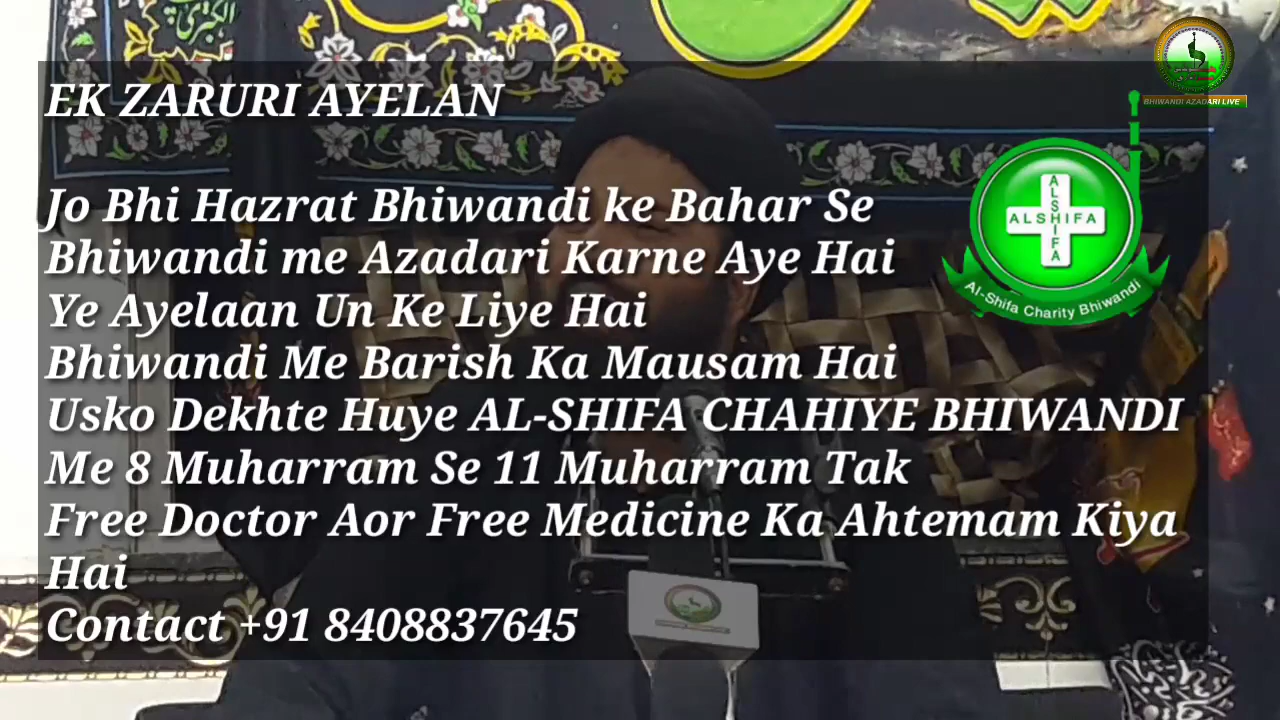 EK ZARURI AYELAN
Jo Bhi Hazrat Bhiwandi ke Bahar Se
Bhiwandi me Azadari Karne Aye Hai
Ye Ayelaan Un Ke Liye Hai
Bhiwandi Me Barish Ka Mausam Hai
Usko Dekhte Huye AL-SHIFA CHAHIYE BHIWANDI
Me 8 Muharram Se 11 Muharram Tak
Free Doctor Aor Free Medicine Ka Ahtemam Kiya
Hai
Contact +91 8408837645
BHIWANDI AZADARI LIVE
ALSHIFA
ALSHIFA
Al-Shifa Charity Bhiwandi